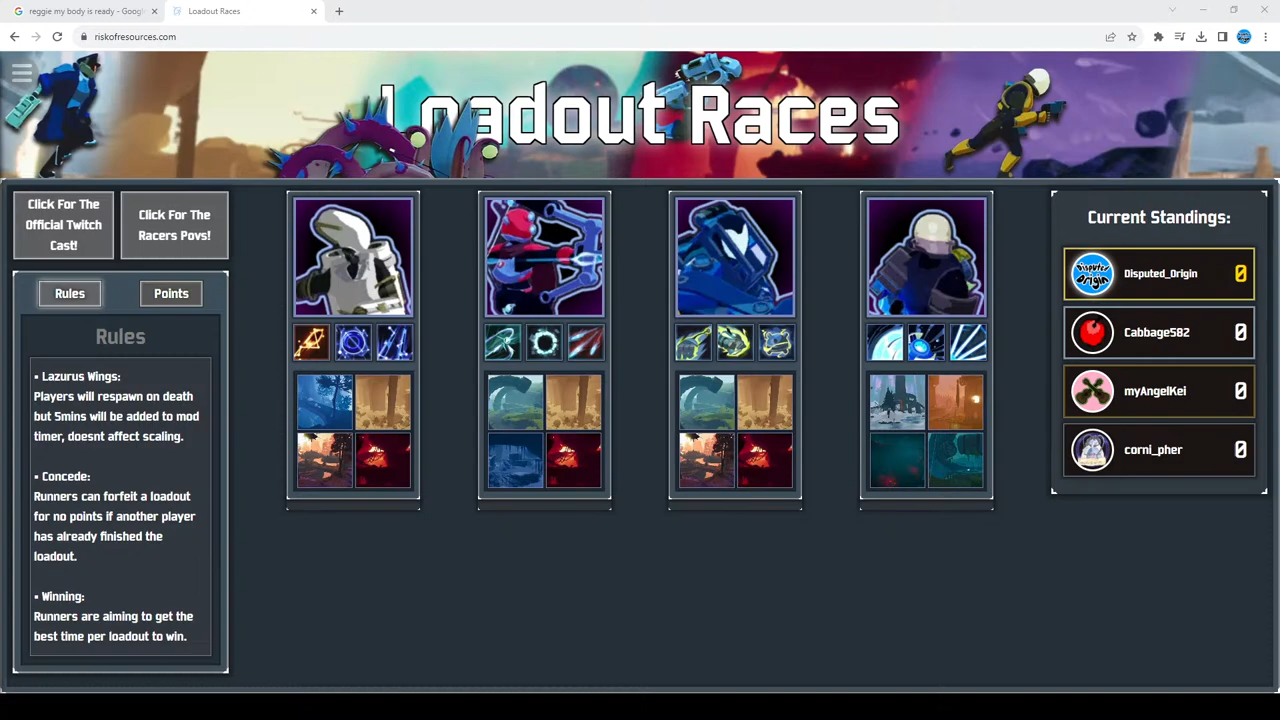 reggie my body is ready - Googl
Loadout Races
riskofresources.com
Loadout Races
Click For The
Official Twitch
Cast!
Click For The
Racers Povs!
Rules
Points
Rules
• Lazurus Wings:
Players will respawn on death
but 5mins will be added to mod
timer, doesnt affect scaling.
• Concede:
Runners can forfeit a loadout
for no points if another player
has already finished the
loadout.
• Winning:
Runners are aiming to get the
best time per loadout to win.
Current Standings:
Disputed Origin
Disputed_Origin 0
Cabbage582 0
myAngelKei 0
corni_pher 0